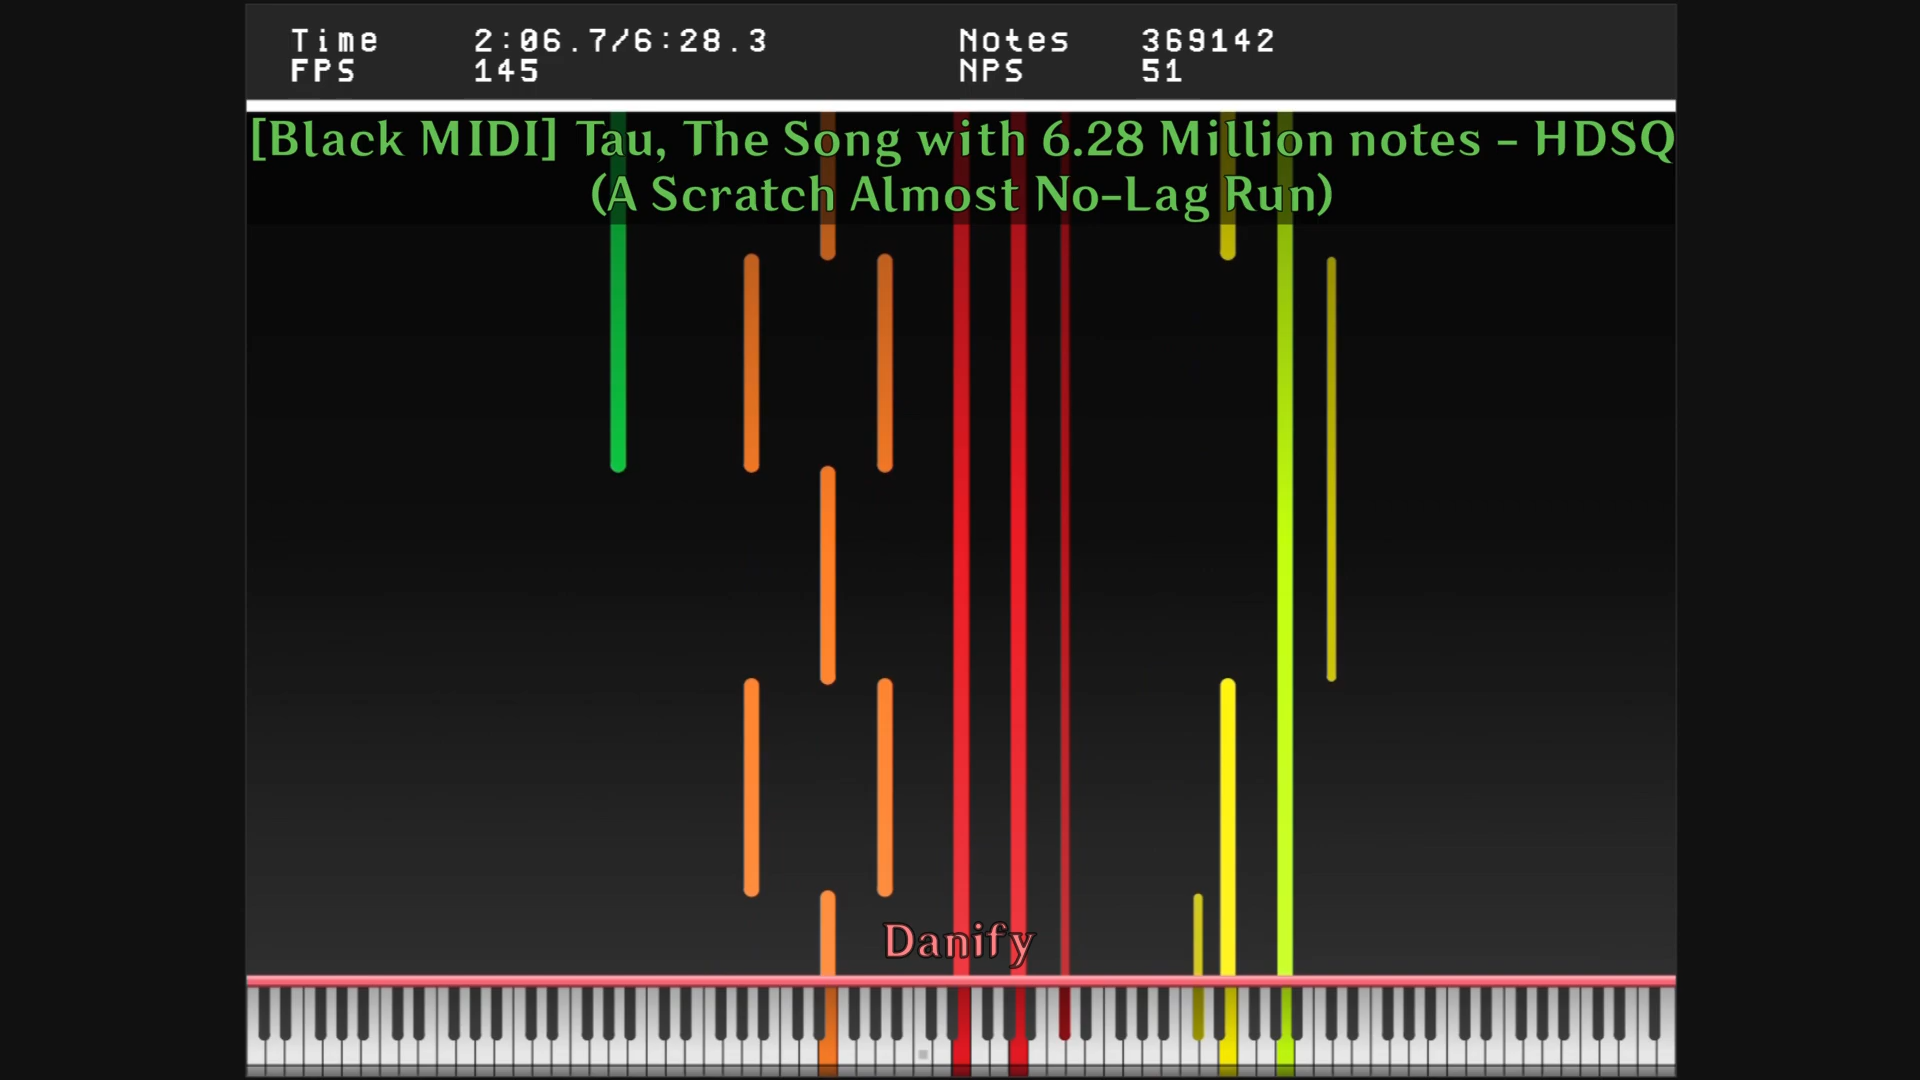 Time 2:06.7/6:28.3 Notes 369142
FPS 145 NPS 51
[Black MIDI] Tau, The Song with 6.28 Million notes - HDSQ
(A Scratch Almost No-Lag Run)
Danify